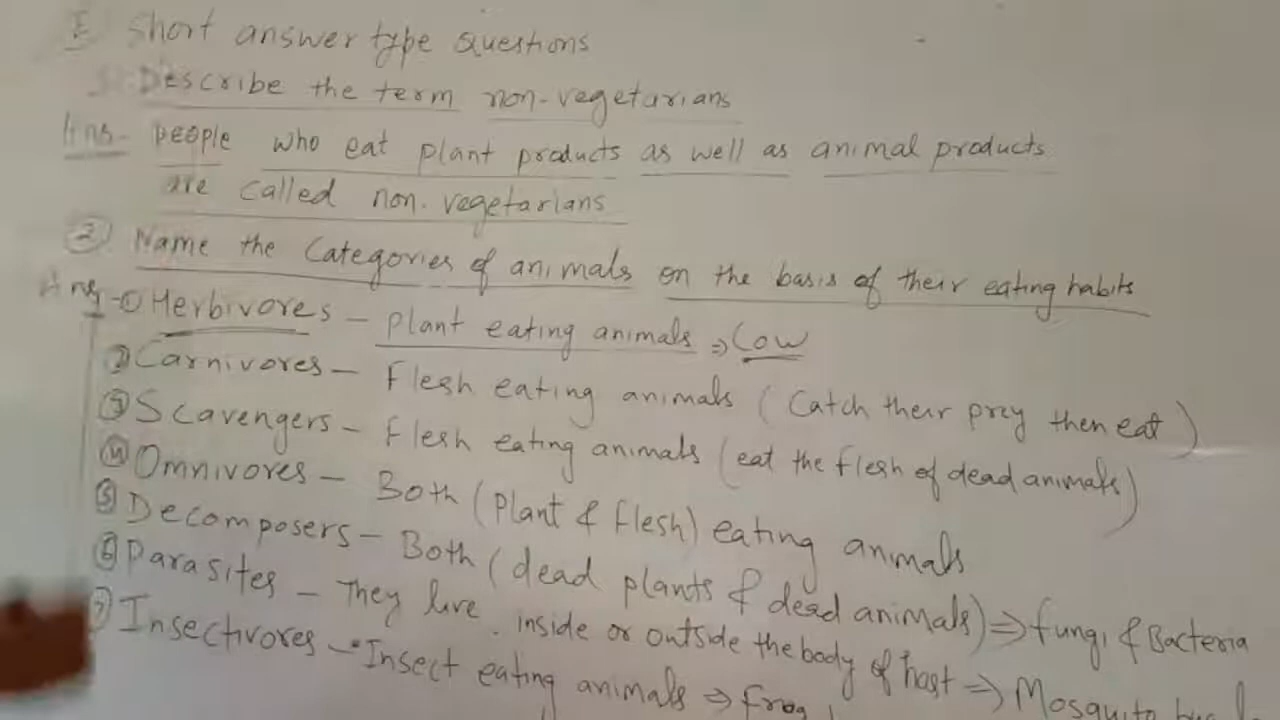 I Short answer type questions
Describe the term non-vegetarians
Ans- people who eat plant products as well as animal products
are called non-vegetarians
② Name the Categories of animals on the basis of their eating habits
Ans - ① Herbivores - Plant eating animals ⇒ Cow
② Carnivores - Flesh eating animals (Catch their prey then eat)
③ Scavengers - Flesh eating animals (eat the flesh of dead animals)
④ Omnivores - Both (Plant & Flesh) eating animals
⑤ Decomposers - Both (dead plants & dead animals) ⇒ fungi & Bacteria
⑥ Parasites - They live inside or outside the body of host ⇒ Mosquito
⑦ Insectivores - Insect eating animals ⇒ frog